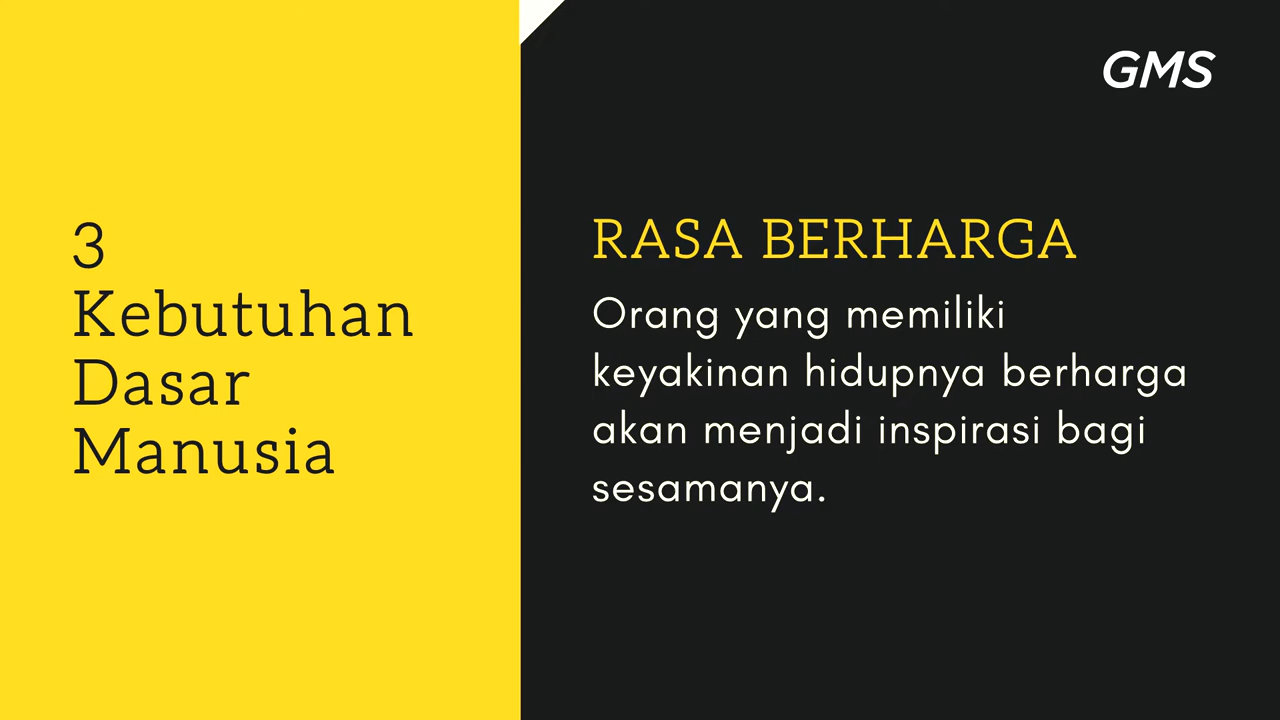 GMS
3
Kebutuhan
Dasar
Manusia
RASA BERHARGA
Orang yang memiliki
keyakinan hidupnya berharga
akan menjadi inspirasi bagi
sesamanya.